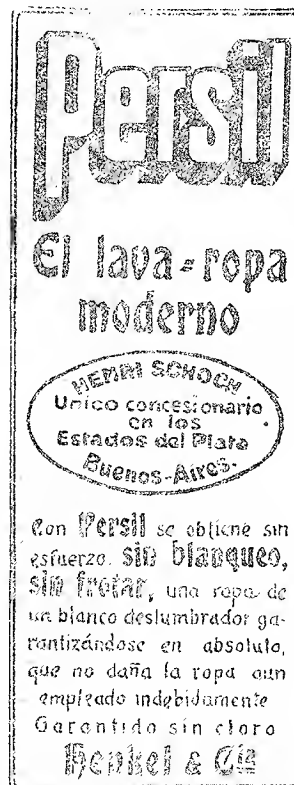 Persil
El lava=ropa
moderno
HENRI SCHOCH
Unico concesionario
en los
Estados del Plata
Buenos-Aires.
Con Persil se obtiene sin
esfuerzo, sin blanqueo,
sin frotar, una ropa de
un blanco deslumbrador ga-
rantizándose en absoluto,
que no daña la ropa aun
empleado indebidamente
Garantido sin cloro
Henkel & Cie